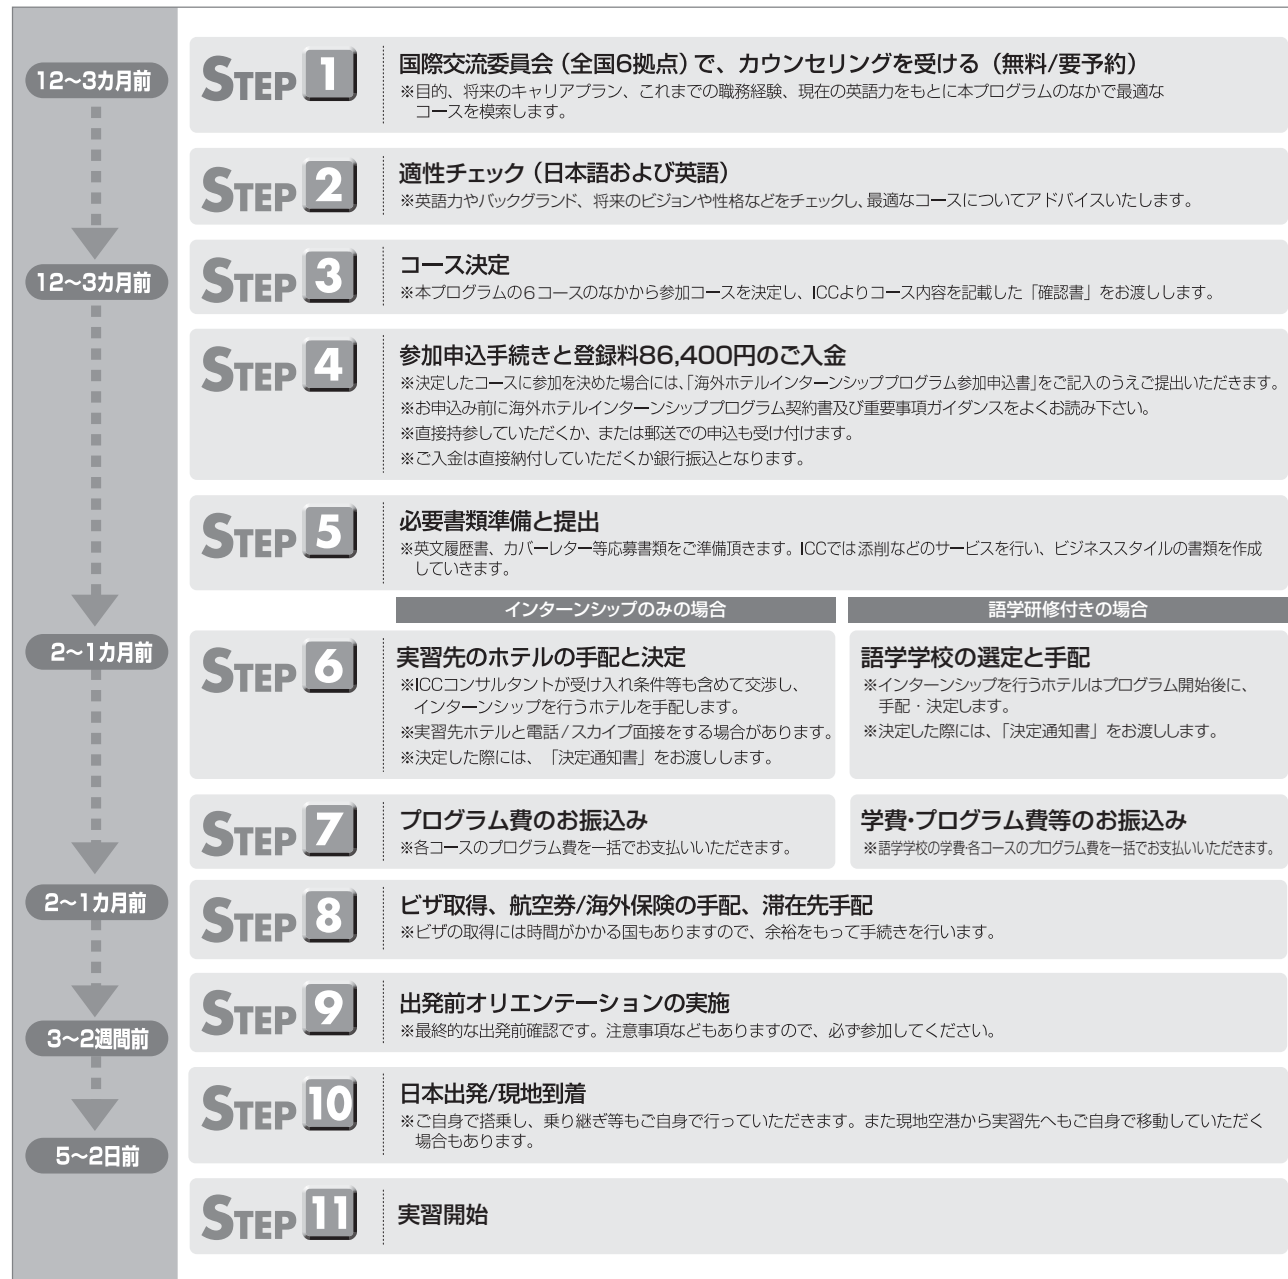 12〜3カ月前
STEP 1
国際交流委員会（全国6拠点）で、カウンセリングを受ける（無料/要予約）
※目的、将来のキャリアプラン、これまでの職務経験、現在の英語力をもとに本プログラムのなかで最適な
コースを模索します。
STEP 2
適性チェック（日本語および英語）
※英語力やバックグランド、将来のビジョンや性格などをチェックし、最適なコースについてアドバイスいたします。
12〜3カ月前
STEP 3
コース決定
※本プログラムの6コースのなかから参加コースを決定し、ICCよりコース内容を記載した「確認書」をお渡しします。
STEP 4
参加申込手続きと登録料86,400円のご入金
※決定したコースに参加を決めた場合には、「海外ホテルインターンシッププログラム参加申込書」をご記入のうえご提出いただきます。
※お申込み前に海外ホテルインターンシッププログラム契約書及び重要事項ガイダンスをよくお読み下さい。
※直接持参していただくか、または郵送での申込も受け付けます。
※ご入金は直接納付していただくか銀行振込となります。
STEP 5
必要書類準備と提出
※英文履歴書、カバーレター等応募書類をご準備頂きます。ICCでは添削などのサービスを行い、ビジネススタイルの書類を作成
していきます。
インターンシップのみの場合
語学研修付きの場合
2〜1カ月前
STEP 6
実習先のホテルの手配と決定
※ICCコンサルタントが受け入れ条件等も含めて交渉し、
インターンシップを行うホテルを手配します。
※実習先ホテルと電話/スカイプ面接をする場合があります。
※決定した際には、「決定通知書」をお渡しします。
語学学校の選定と手配
※インターンシップを行うホテルはプログラム開始後に、
手配・決定します。
※決定した際には、「決定通知書」をお渡しします。
STEP 7
プログラム費のお振込み
※各コースのプログラム費を一括でお支払いいただきます。
学費・プログラム費等のお振込み
※語学学校の学費・各コースのプログラム費を一括でお支払いいただきます。
2〜1カ月前
STEP 8
ビザ取得、航空券/海外保険の手配、滞在先手配
※ビザの取得には時間がかかる国もありますので、余裕をもって手続きを行います。
STEP 9
出発前オリエンテーションの実施
※最終的な出発前確認です。注意事項などもありますので、必ず参加してください。
3〜2週間前
STEP 10
日本出発/現地到着
※ご自身で搭乗し、乗り継ぎ等もご自身で行っていただきます。また現地空港から実習先へもご自身で移動していただく
場合もあります。
5〜2日前
STEP 11
実習開始